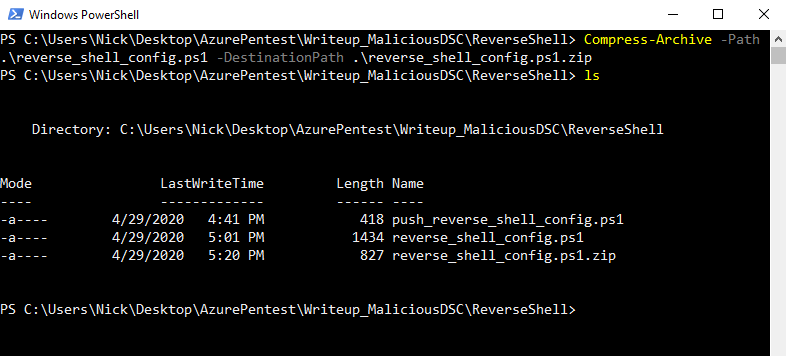 Windows PowerShell
PS C:\Users\Nick\Desktop\AzurePentest\Writeup_MaliciousDSC\ReverseShell> Compress-Archive -Path
.\reverse_shell_config.ps1 -DestinationPath .\reverse_shell_config.ps1.zip
PS C:\Users\Nick\Desktop\AzurePentest\Writeup_MaliciousDSC\ReverseShell> ls
Directory: C:\Users\Nick\Desktop\AzurePentest\Writeup_MaliciousDSC\ReverseShell
Mode                LastWriteTime         Length Name
----                -------------         ------ ----
-a----        4/29/2020   4:41 PM            418 push_reverse_shell_config.ps1
-a----        4/29/2020   5:01 PM           1434 reverse_shell_config.ps1
-a----        4/29/2020   5:20 PM            827 reverse_shell_config.ps1.zip
PS C:\Users\Nick\Desktop\AzurePentest\Writeup_MaliciousDSC\ReverseShell>